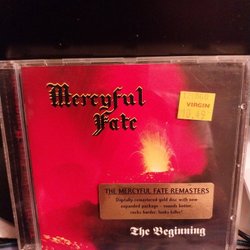 Mercyful
Fate
VIRGIN
THE MERCYFUL FATE REMASTERS
Digitally remastered gold disc with new
expanded package - sounds better,
rocks harder, looks killer!
The Beginning